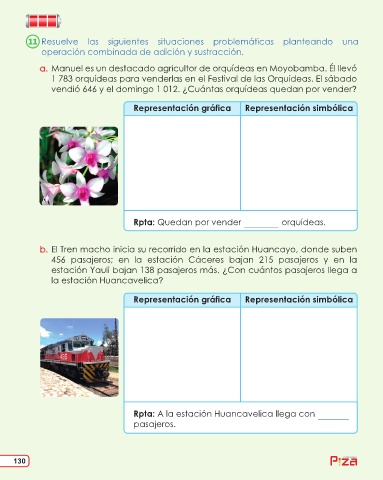 11 Resuelve las siguientes situaciones problemáticas planteando una
operación combinada de adición y sustracción.
a. Manuel es un destacado agricultor de orquídeas en Moyobamba. Él llevó
1 783 orquídeas para venderlas en el Festival de las Orquídeas. El sábado
vendió 646 y el domingo 1 012. ¿Cuántas orquídeas quedan por vender?
Representación gráfica Representación simbólica
Rpta: Quedan por vender ________ orquídeas.
b. El Tren macho inicia su recorrido en la estación Huancayo, donde suben
456 pasajeros; en la estación Cáceres bajan 215 pasajeros y en la
estación Yauli bajan 138 pasajeros más. ¿Con cuántos pasajeros llega a
la estación Huancavelica?
Representación gráfica Representación simbólica
Rpta: A la estación Huancavelica llega con _______
pasajeros.
130